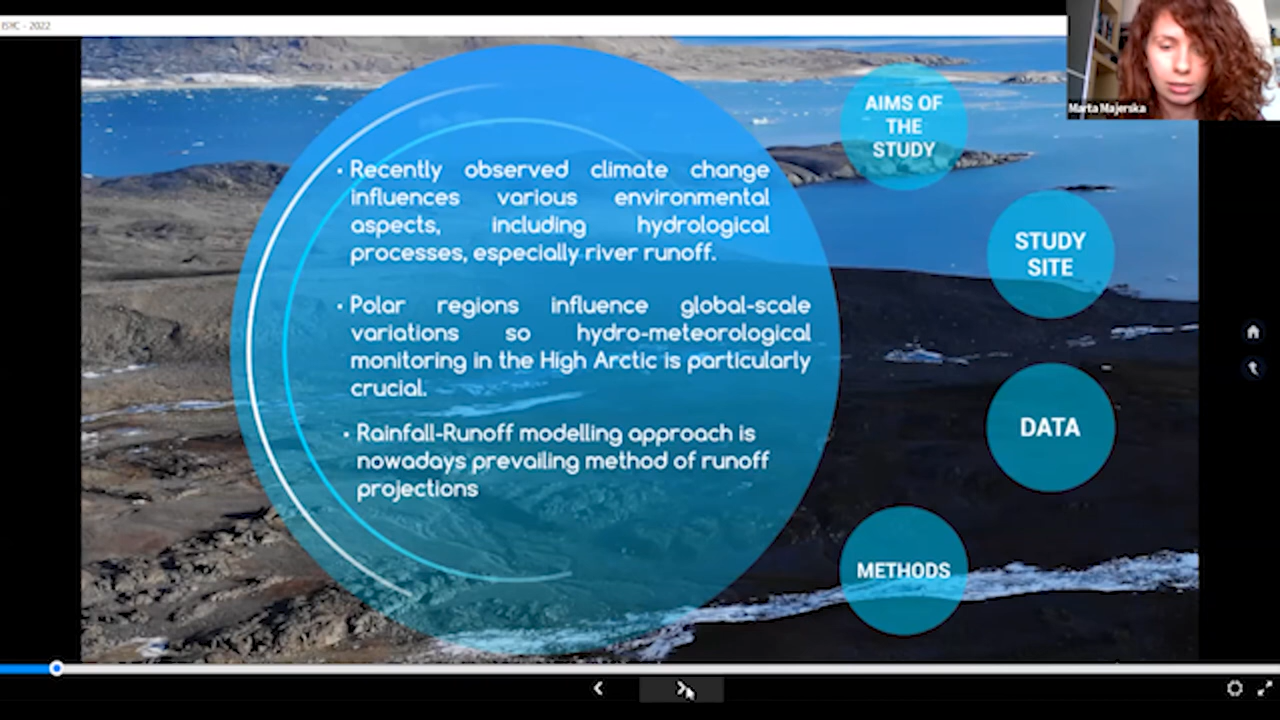 ISYC - 2022
Marta Majerska
Recently observed climate change
influences various environmental
aspects, including hydrological
processes, especially river runoff.
Polar regions influence global-scale
variations so hydro-meteorological
monitoring in the High Arctic is particularly
crucial.
Rainfall-Runoff modelling approach is
nowadays prevailing method of runoff
projections
AIMS OF
THE
STUDY
STUDY
SITE
DATA
METHODS